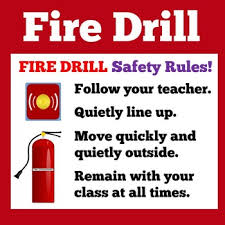 Fire Drill
FIRE DRILL Safety Rules!
Follow your teacher.
Quietly line up.
Move quickly and
quietly outside.
Remain with your
class at all times.